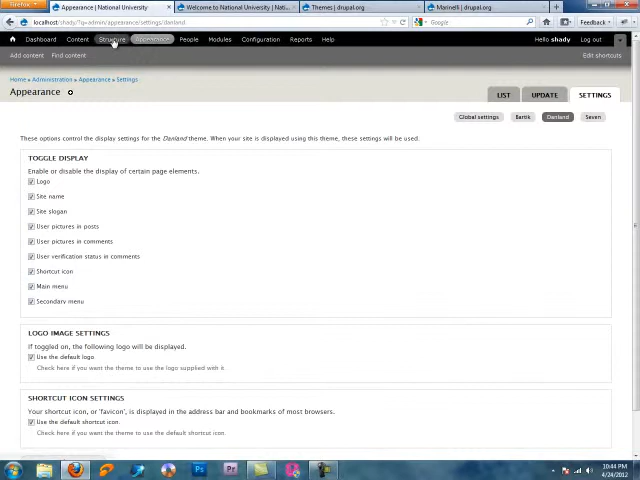 Firefox
Appearance | National University
Welcome to National University | Nati...
Themes | drupal.org
Marinelli | drupal.org
localhost/shady/?q=admin/appearance/settings/danland
Google
Feedback
Dashboard Content Structure Appearance People Modules Configuration Reports Help
Hello shady Log out
Add content Find content
Edit shortcuts
Home » Administration » Appearance » Settings
Appearance
LIST UPDATE SETTINGS
Global settings Bartik Danland Seven
These options control the display settings for the Danland theme. When your site is displayed using this theme, these settings will be used.
TOGGLE DISPLAY
Enable or disable the display of certain page elements.
Logo
Site name
Site slogan
User pictures in posts
User pictures in comments
User verification status in comments
Shortcut icon
Main menu
Secondary menu
LOGO IMAGE SETTINGS
If toggled on, the following logo will be displayed.
Use the default logo
Check here if you want the theme to use the logo supplied with it.
SHORTCUT ICON SETTINGS
Your shortcut icon, or 'favicon', is displayed in the address bar and bookmarks of most browsers.
Use the default shortcut icon.
Check here if you want the theme to use the default shortcut icon.
Ps
Pr
10:44 PM
4/24/2012